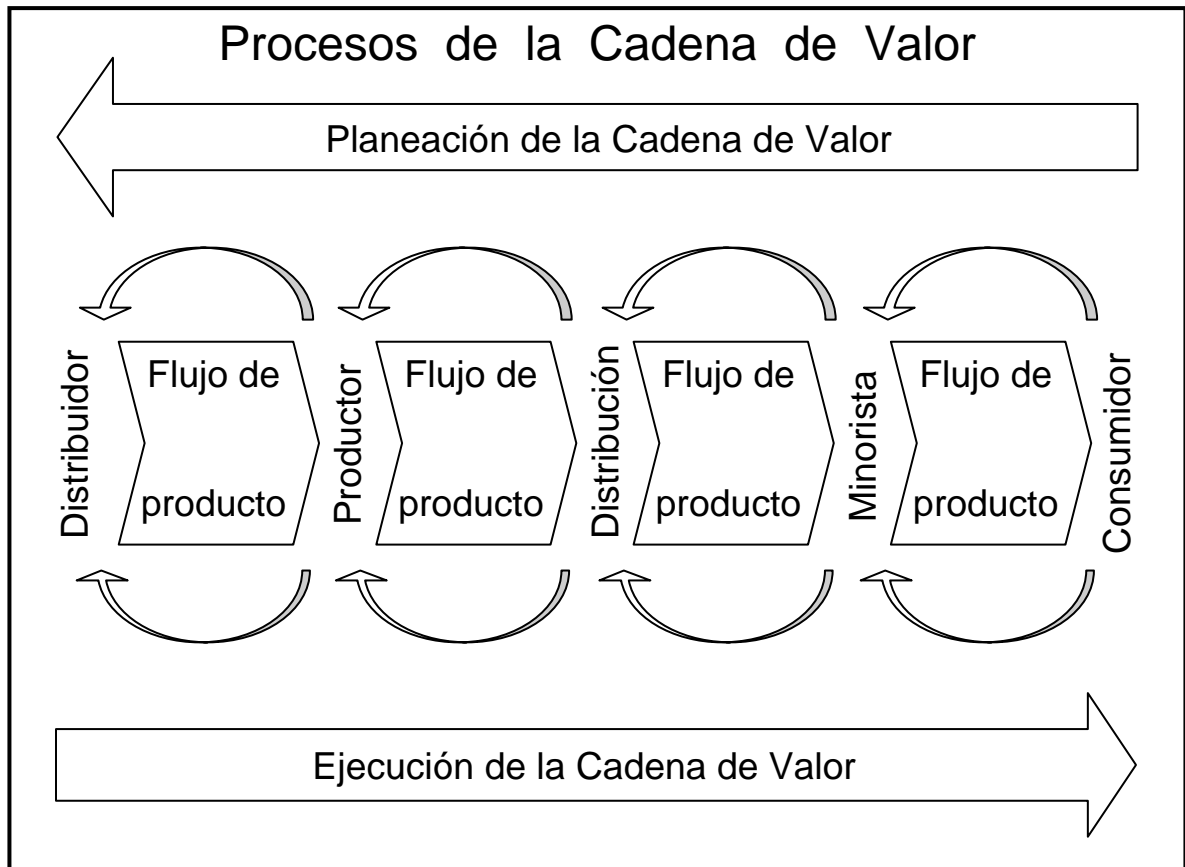 Procesos de la Cadena de Valor
Planeación de la Cadena de Valor
Distribuidor
Flujo de
producto
Productor
Flujo de
producto
Distribución
Flujo de
producto
Minorista
Flujo de
producto
Consumidor
Ejecución de la Cadena de Valor